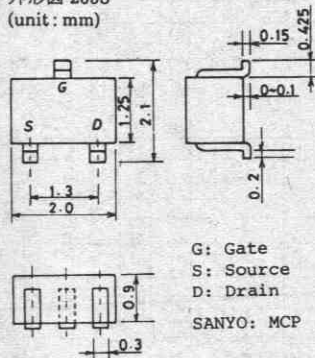 (unit: mm)
G
S
D
1.25
2.1
1.3
2.0
0.15
0.425
0~0.1
0.2
0.9
0.3
G: Gate
S: Source
D: Drain
SANYO: MCP